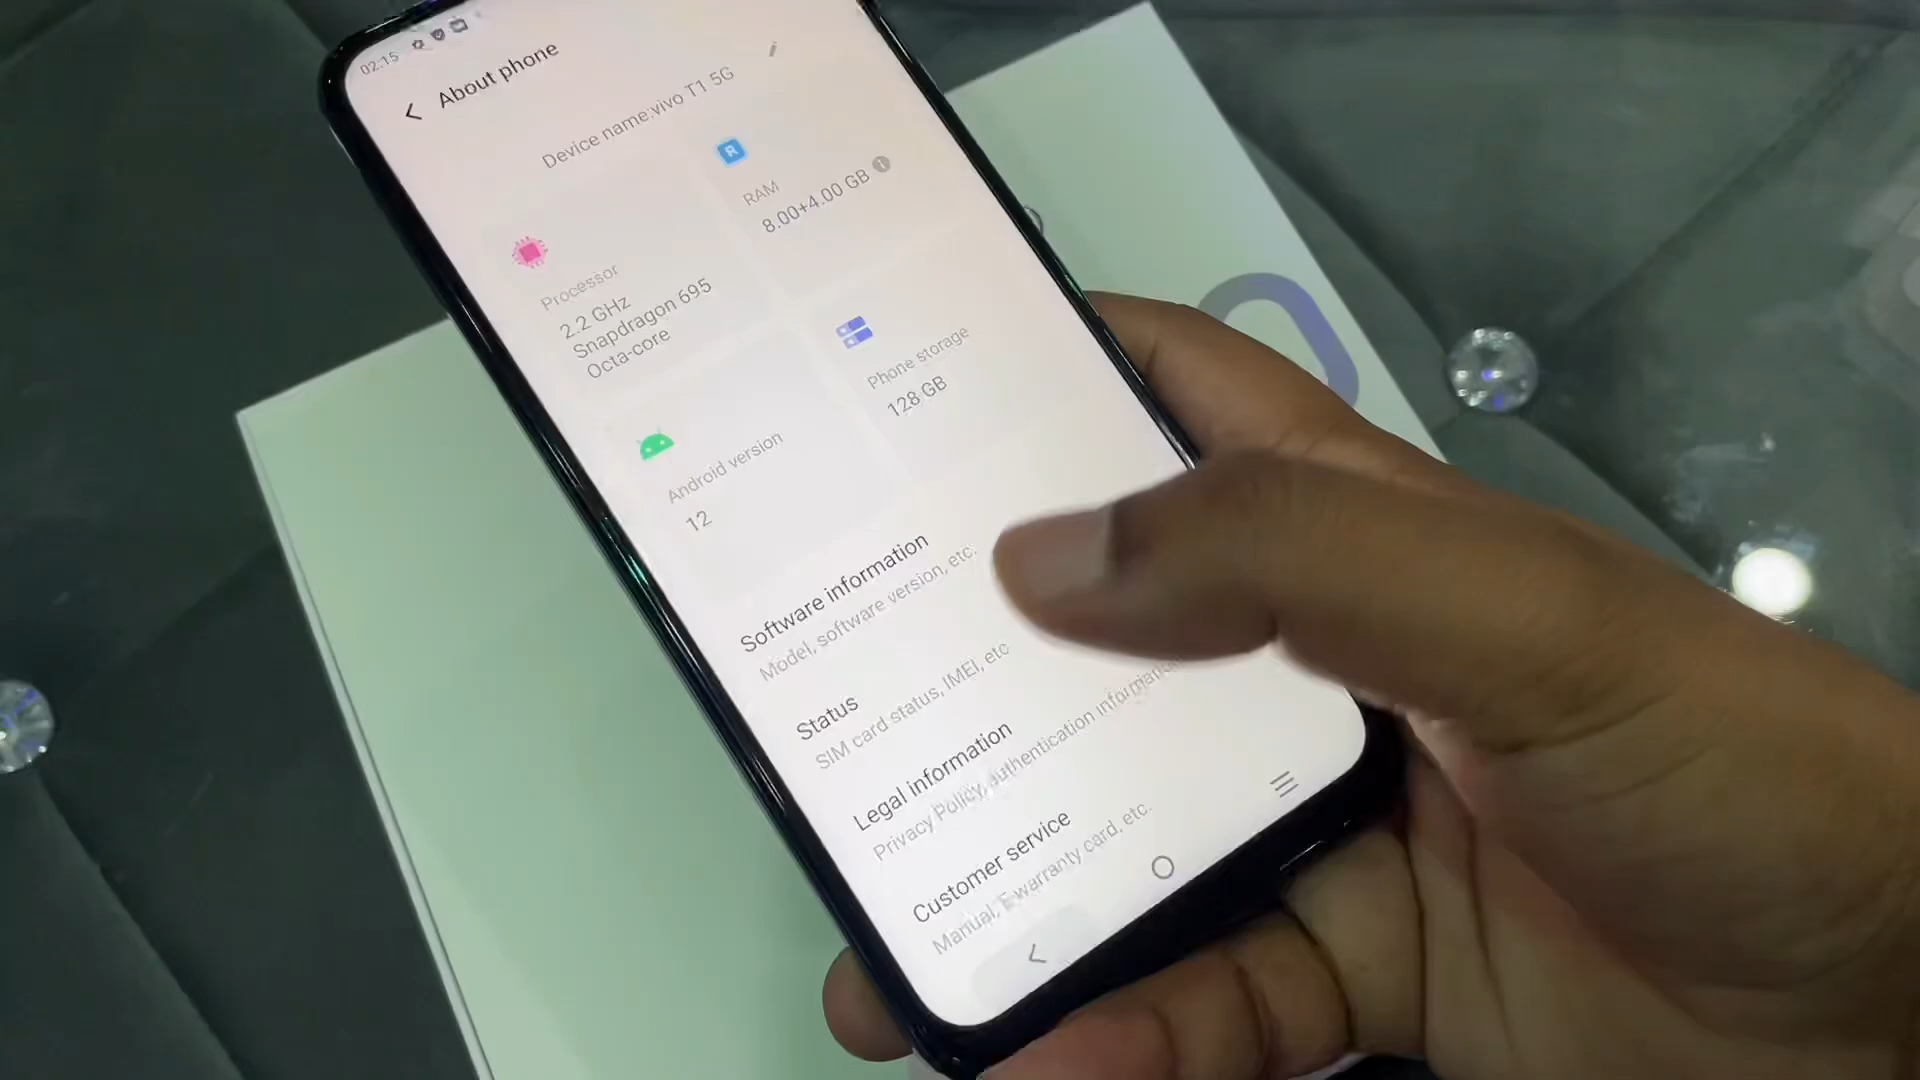 02:15
About phone
Device name:vivo T1 5G
R
RAM
8.00+4.00 GB
Processor
2.2 GHz
Snapdragon 695
Octa-core
Phone storage
128 GB
Android version
12
Software information
Model, software version, etc.
Status
SIM card status, IMEI, etc
Legal information
Privacy Policy, authentication information
Customer service
Manual, E-warranty card, etc.